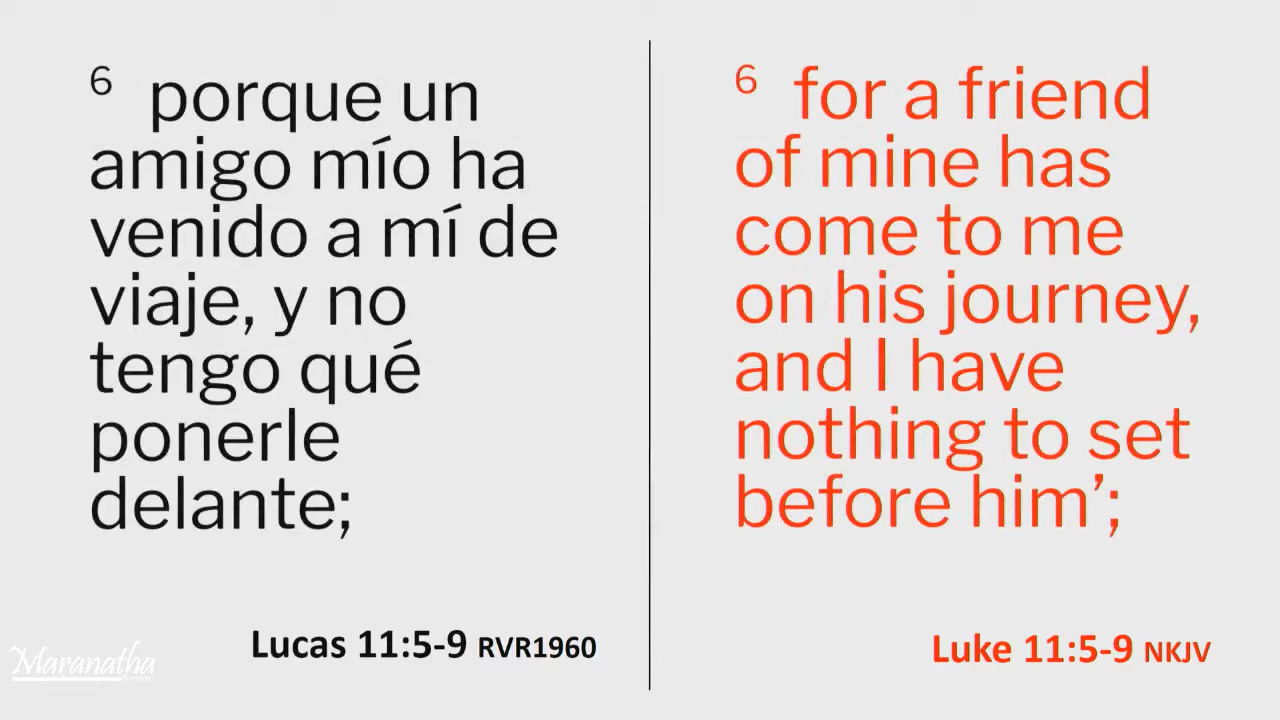 6 porque un
amigo mío ha
venido a mí de
viaje, y no
tengo qué
ponerle
delante;
Lucas 11:5-9 RVR1960
6 for a friend
of mine has
come to me
on his journey,
and I have
nothing to set
before him’;
Luke 11:5-9 NKJV
Maranatha